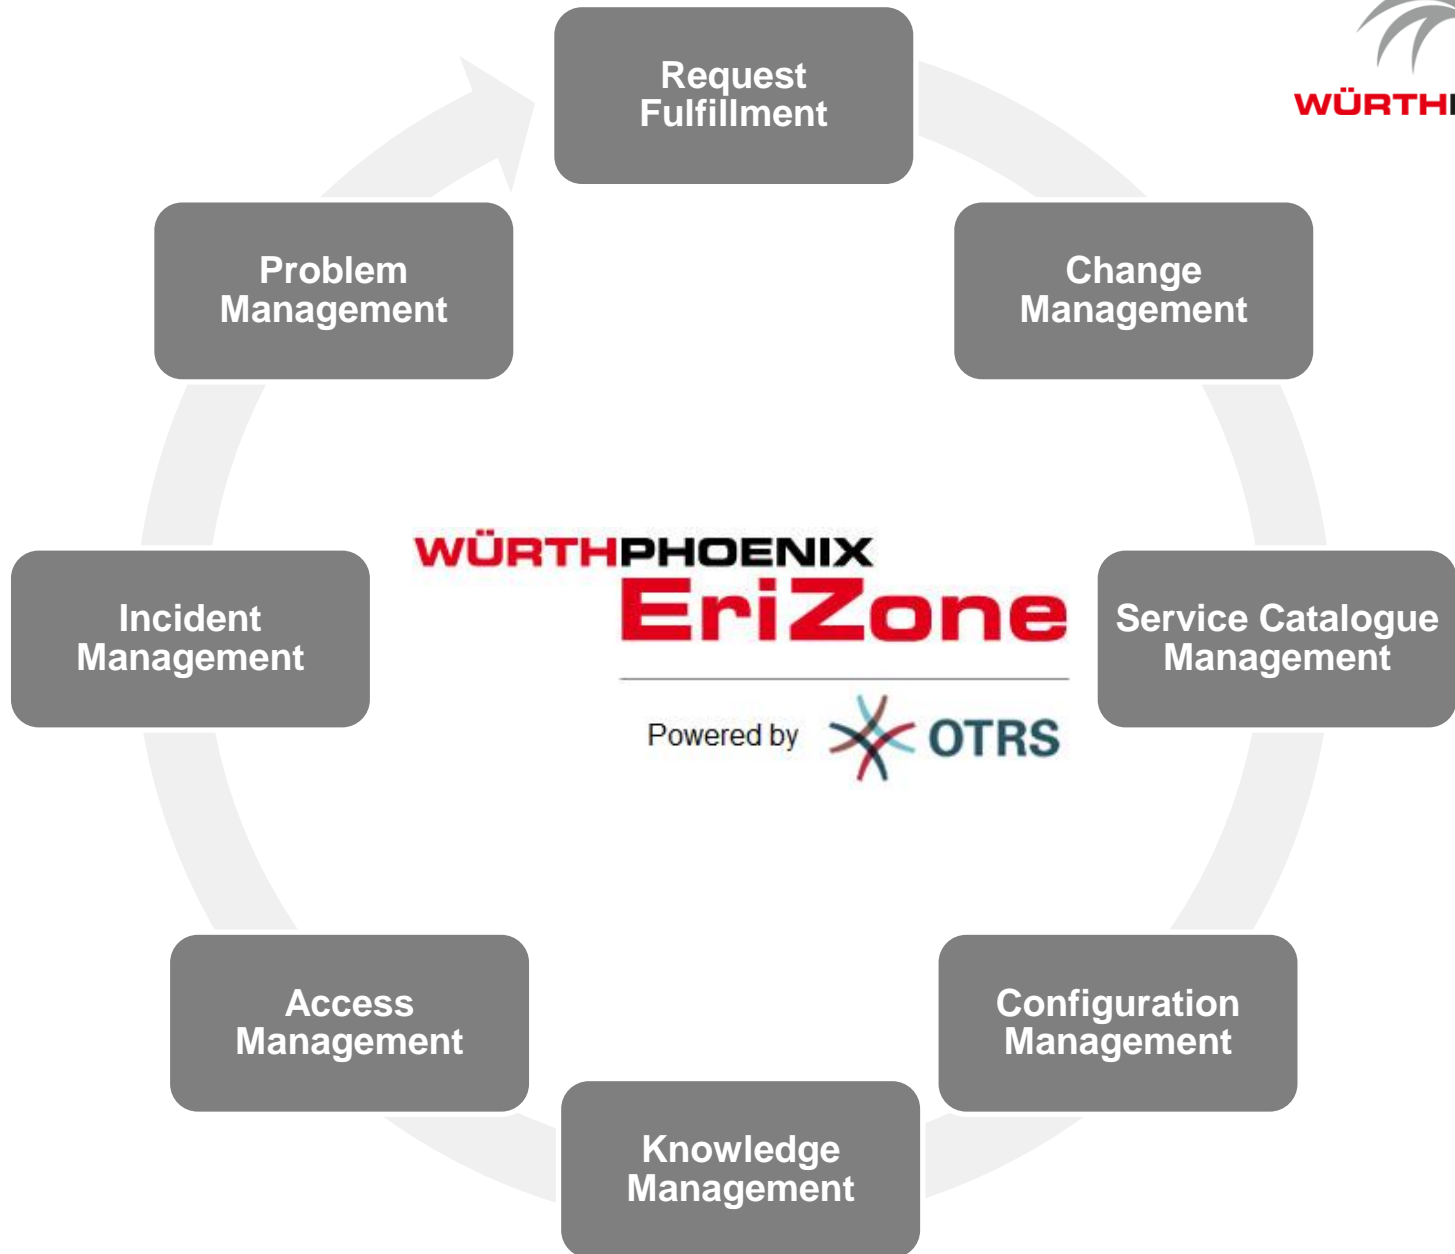 Request
Fulfillment
WÜRTH
Problem
Management
Change
Management
WÜRTHPHOENIX
EriZone
Incident
Management
Service Catalogue
Management
Powered by OTRS
Access
Management
Configuration
Management
Knowledge
Management